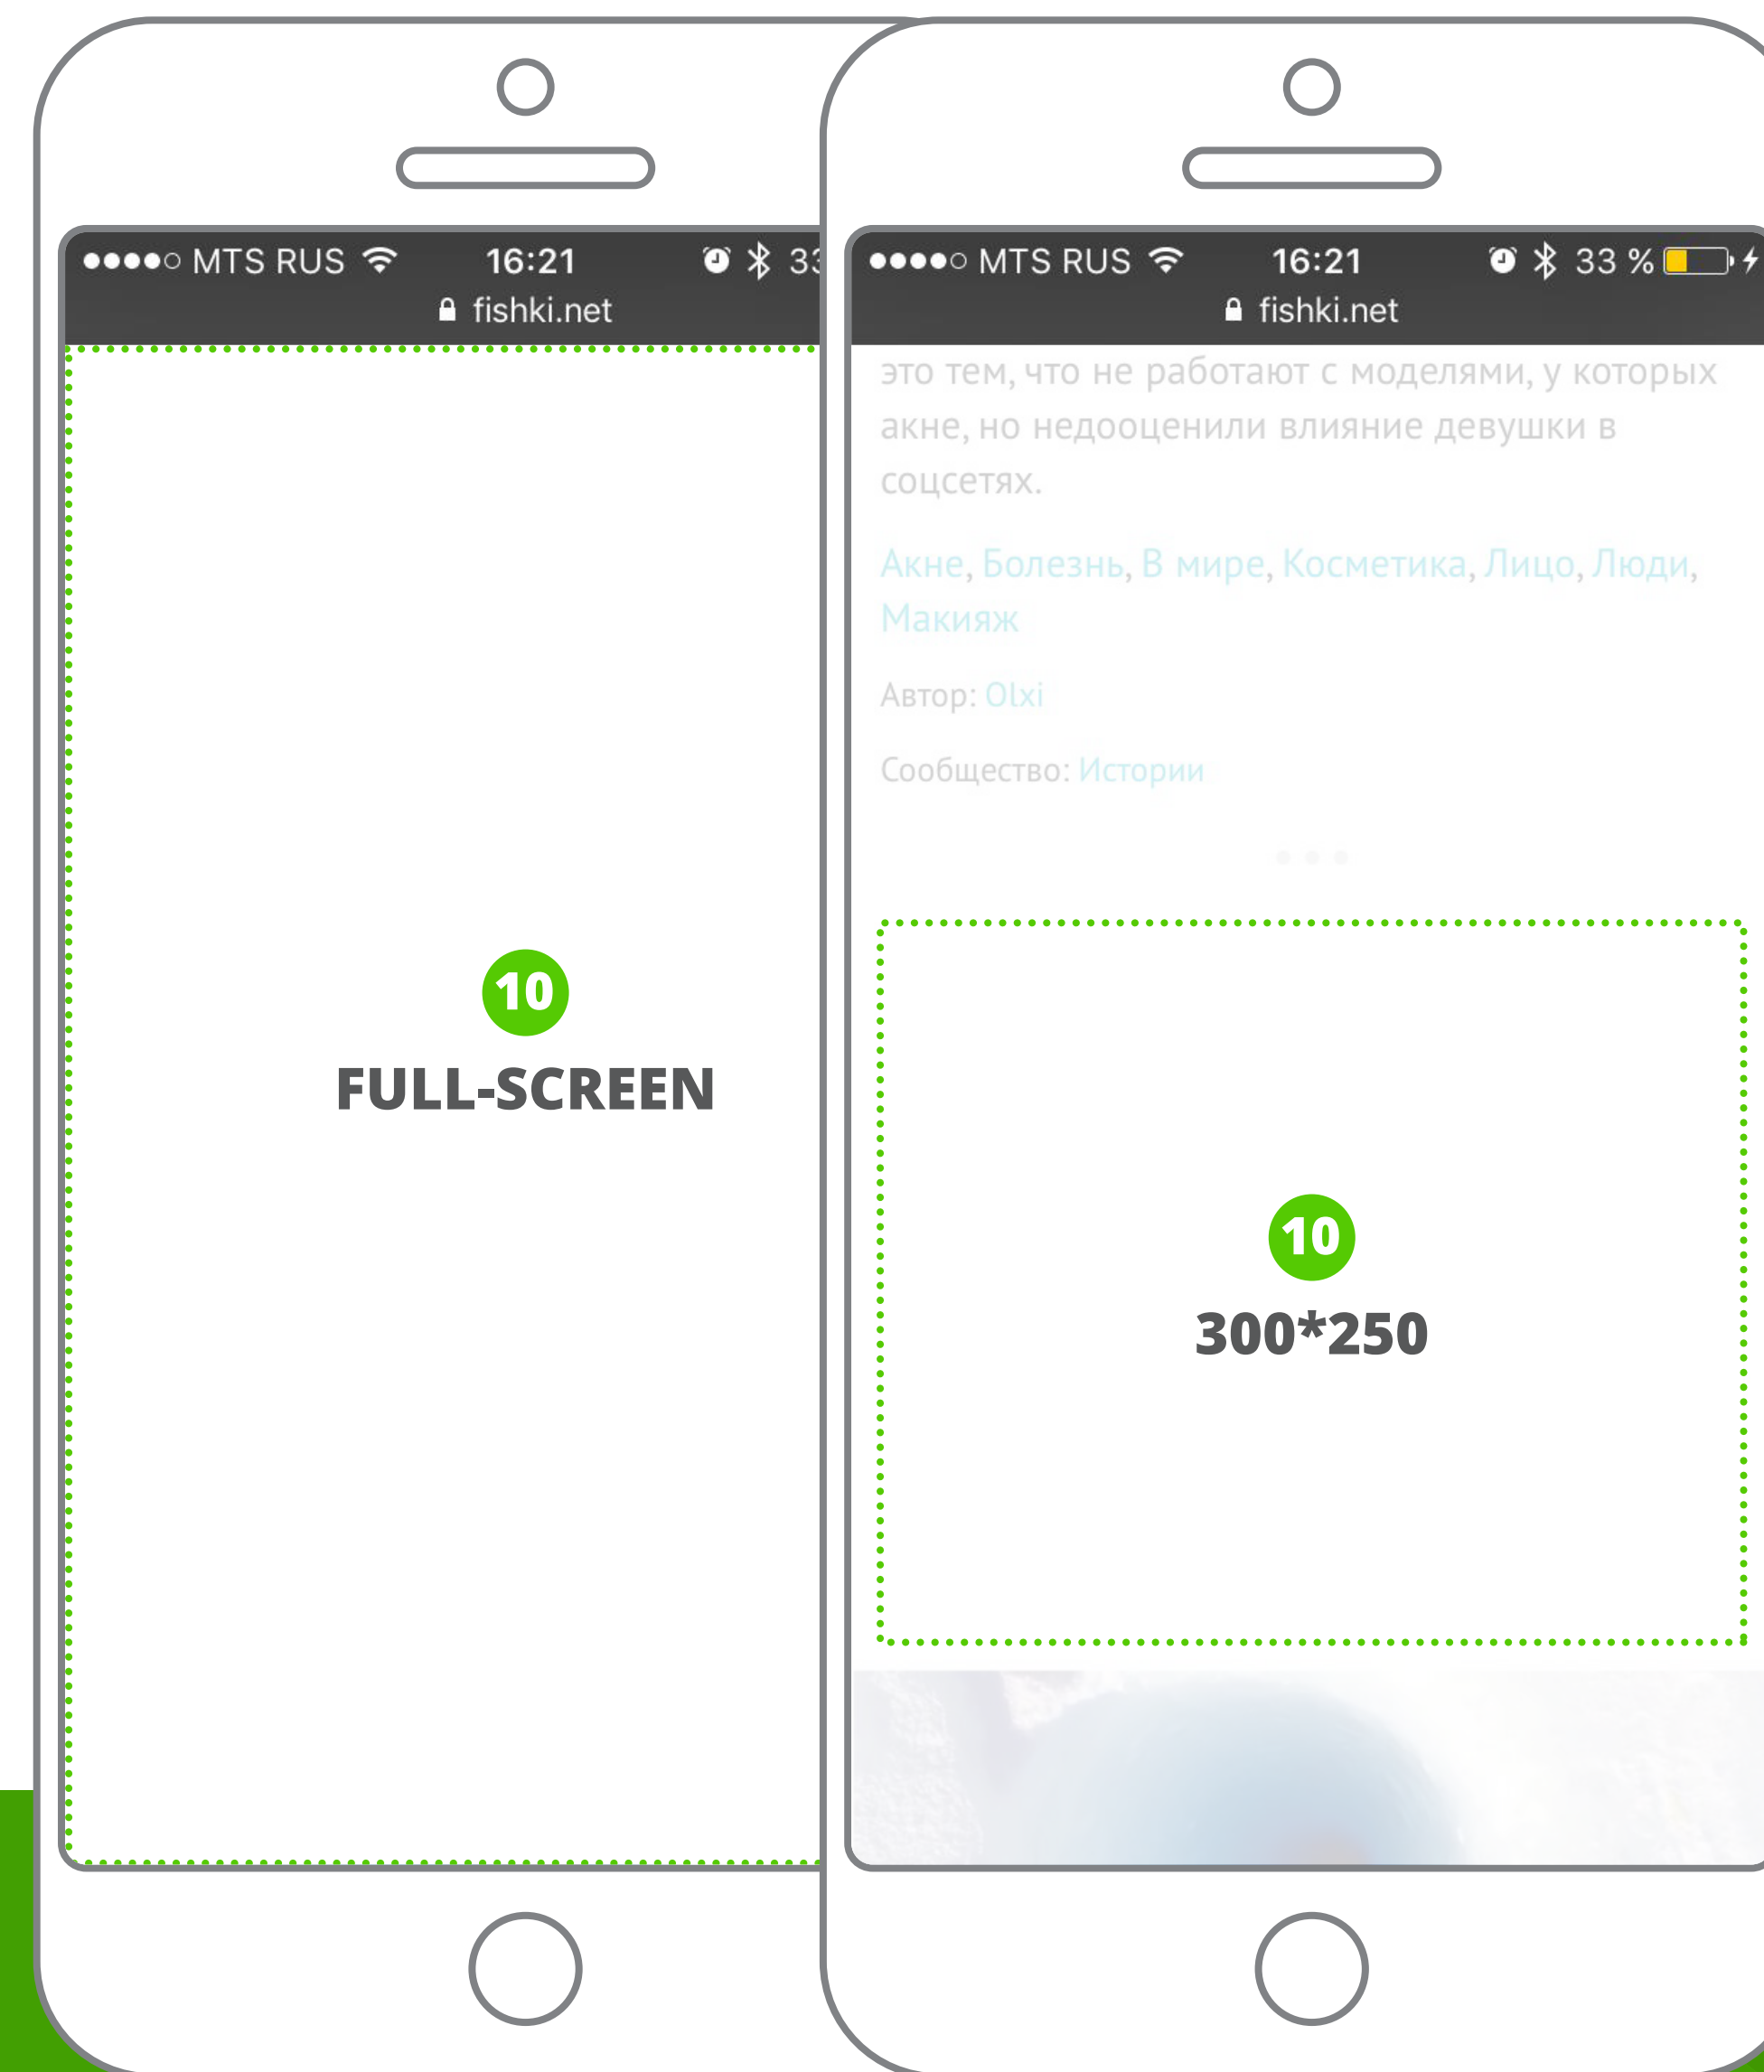 MTS RUS 16:21 33
fishki.net
10
FULL-SCREEN
MTS RUS 16:21 33 %
fishki.net
это тем, что не работают с моделями, у которых
акне, но недооценили влияние девушки в
соцсетях.
Акне, Болезнь, В мире, Косметика, Лицо, Люди,
Макияж
Автор: Olxi
Сообщество: Истории
10
300*250